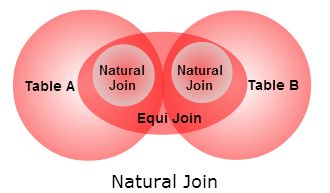 Natural
Join
Natural
Join
Table A
Table B
Equi Join
Natural Join